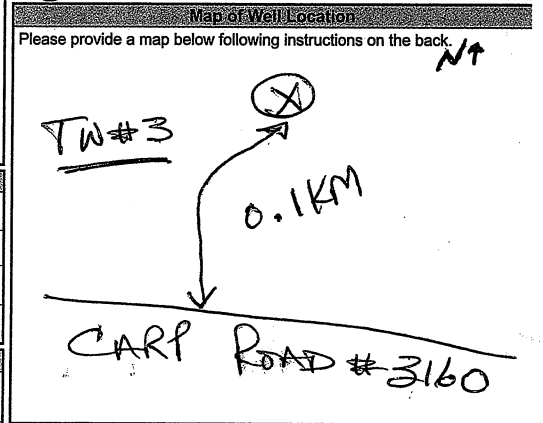 Map of Well Location
Please provide a map below following instructions on the back.
N↑
X
TW#3
0.1KM
CARP ROAD #3160